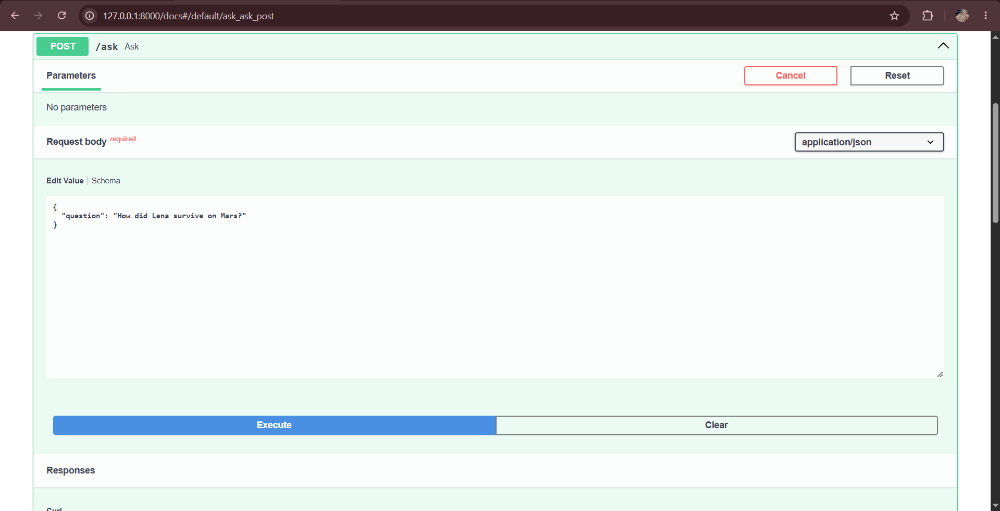 127.0.0.1:8000/docs#/default/ask_ask_post
POST /ask Ask
Parameters
Cancel
Reset
No parameters
Request body required
application/json
Edit Value | Schema
{
  "question": "How did Lena survive on Mars?"
}
Execute
Clear
Responses
Curl